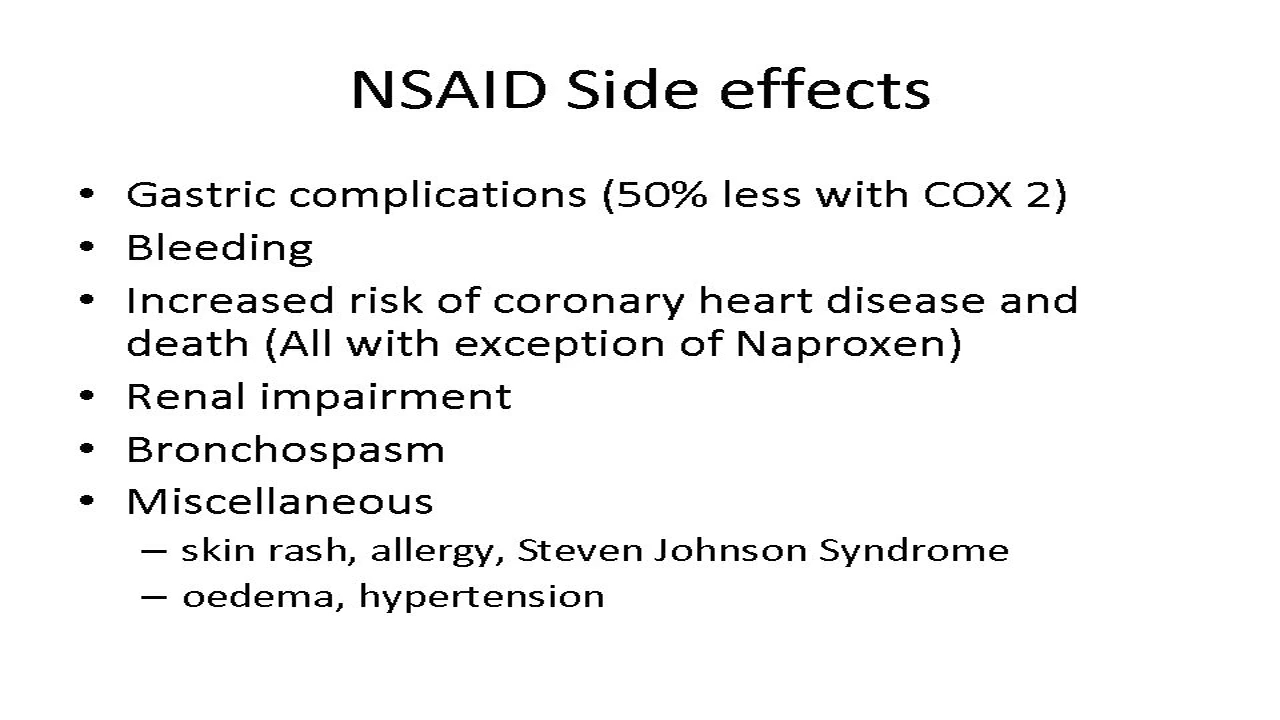 NSAID Side effects
• Gastric complications (50% less with COX 2)
• Bleeding
• Increased risk of coronary heart disease and
death (All with exception of Naproxen)
• Renal impairment
• Bronchospasm
• Miscellaneous
– skin rash, allergy, Steven Johnson Syndrome
– oedema, hypertension